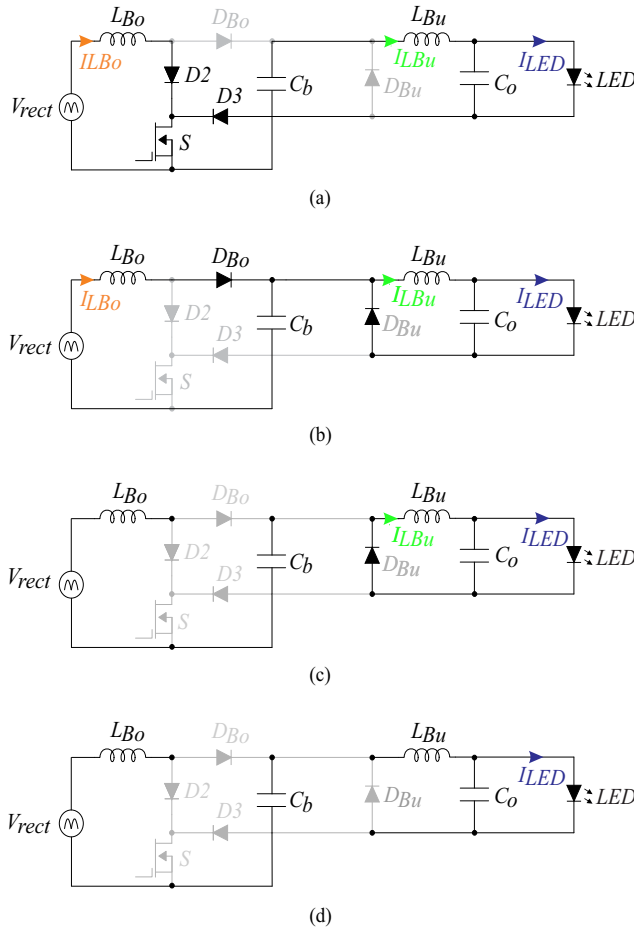 LBo DBo LBu
ILBo ILBu ILED
D2 Cb DBu Co LED
Vrect D3
S
(a)
LBo DBo LBu
ILBo ILBu ILED
D2 Cb DBu Co LED
Vrect D3
S
(b)
LBo DBo LBu
ILBu ILED
D2 Cb DBu Co LED
Vrect D3
S
(c)
LBo DBo LBu
ILED
D2 Cb DBu Co LED
Vrect D3
S
(d)